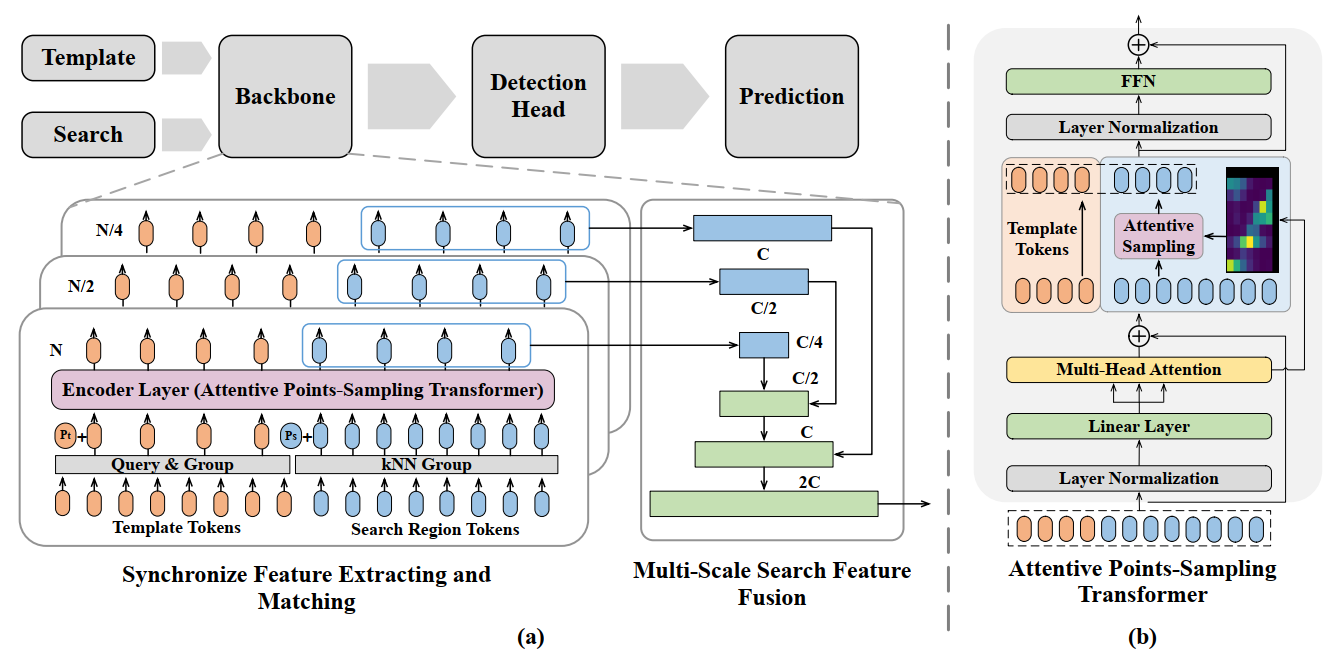 Template
Search
Backbone
Detection
Head
Prediction
N/4
N/2
N
Encoder Layer (Attentive Points-Sampling Transformer)
Pt
+
Ps
+
Query & Group
kNN Group
Template Tokens
Search Region Tokens
Synchronize Feature Extracting and
Matching
C
C/2
C/4
C/2
C
2C
Multi-Scale Search Feature
Fusion
(a)
+
FFN
Layer Normalization
Template
Tokens
Attentive
Sampling
+
Multi-Head Attention
Linear Layer
Layer Normalization
Attentive Points-Sampling
Transformer
(b)